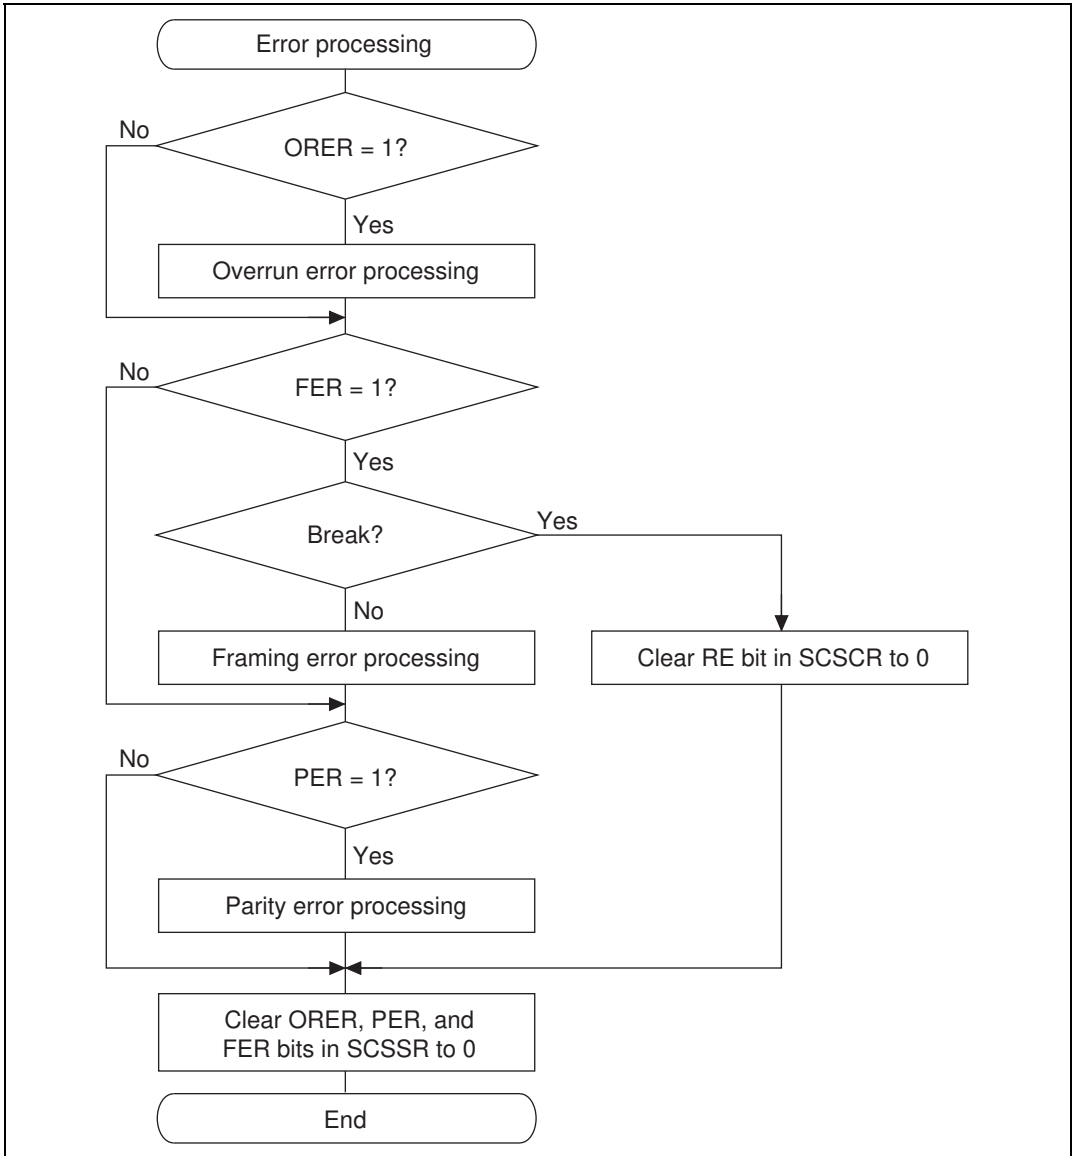 Error processing
No
ORER = 1?
Yes
Overrun error processing
No
FER = 1?
Yes
Break?
Yes
No
Framing error processing
Clear RE bit in SCSCR to 0
No
PER = 1?
Yes
Parity error processing
Clear ORER, PER, and
FER bits in SCSSR to 0
End